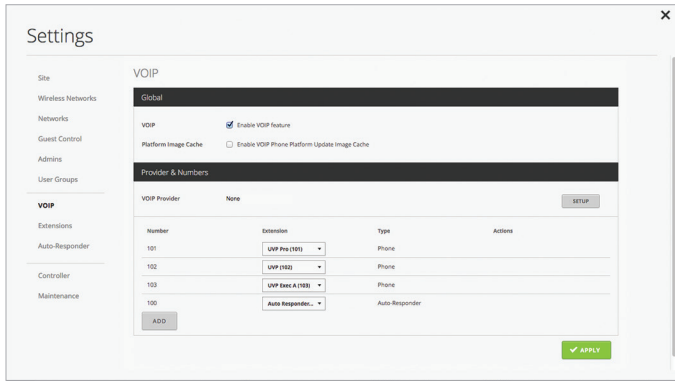 Settings
Site
Wireless Networks
Networks
Guest Control
Admins
User Groups
VOIP
Extensions
Auto-Responder
Controller
Maintenance
VOIP
Global
VOIP Enable VOIP feature
Platform Image Cache Enable VOIP Phone Platform Update Image Cache
Provider & Numbers
VOIP Provider None SETUP
Number Extension Type Actions
101 UVP Pro (101) Phone
102 UVP (102) Phone
103 UVP Exec A (103) Phone
100 Auto Responder... Auto-Responder
ADD
APPLY